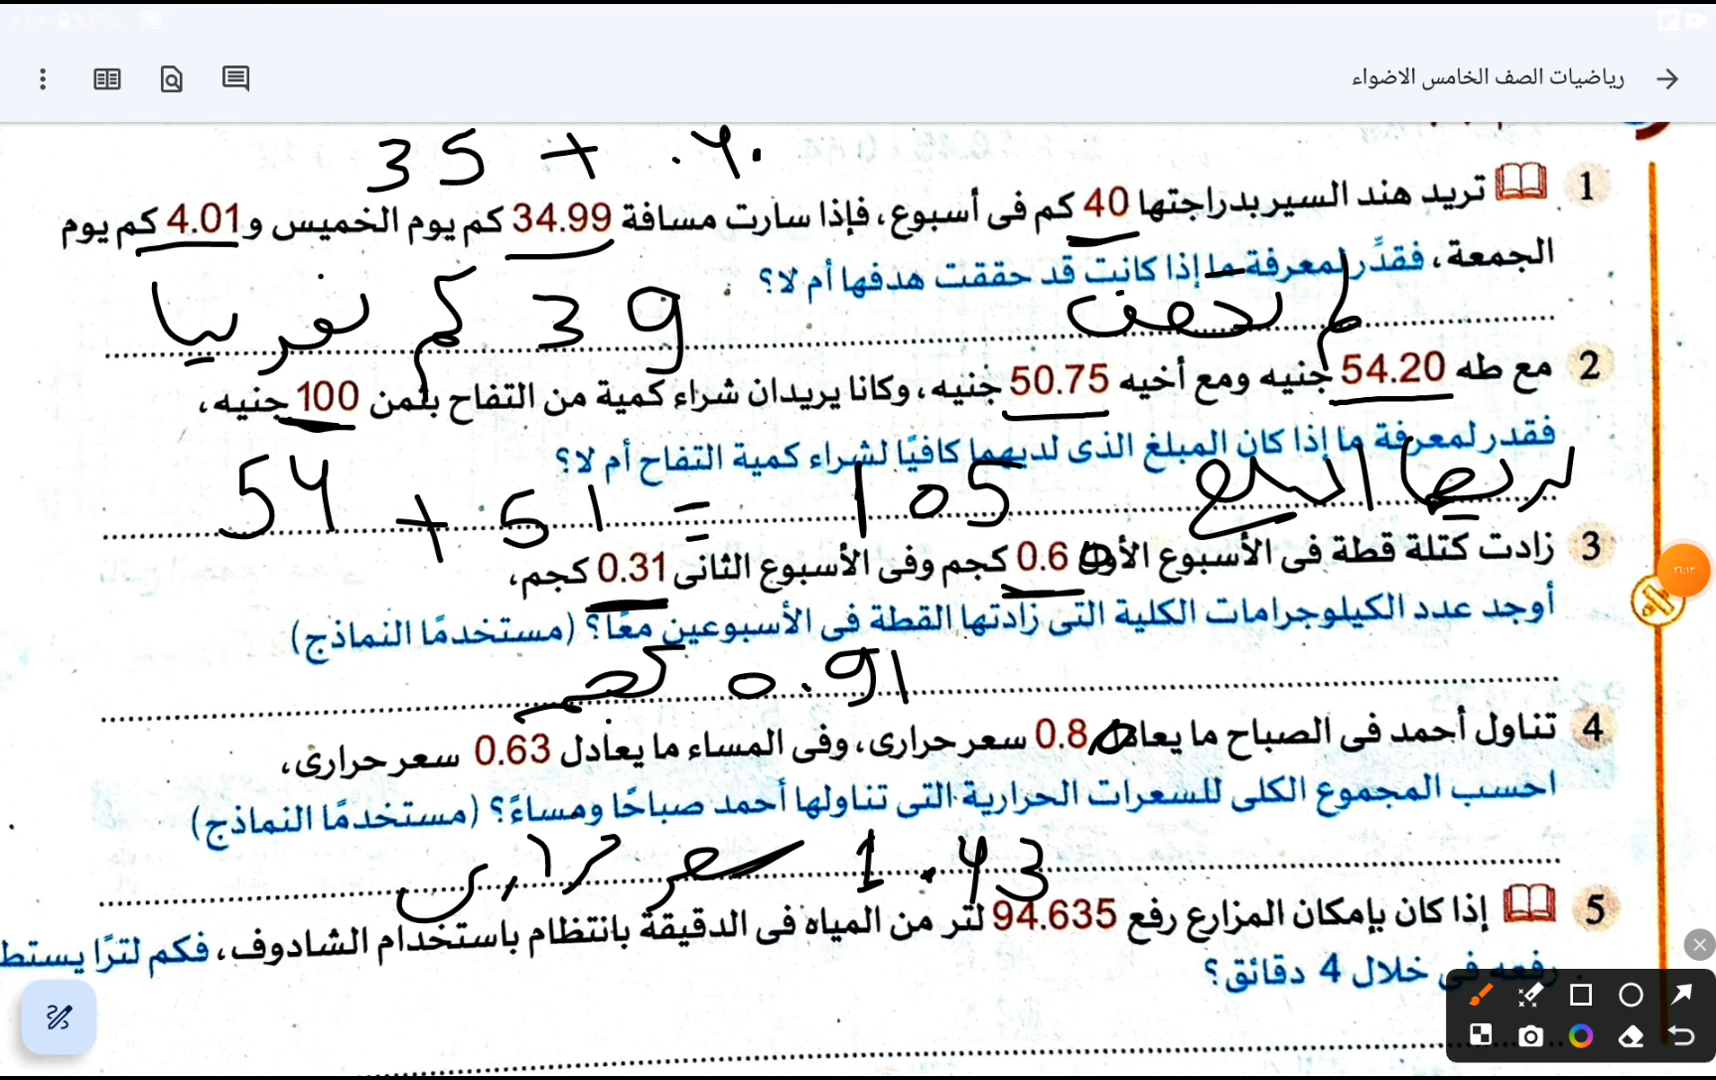 رياضيات الصف الخامس الاضواء
35 + .4.
1 تريد هند السير بدراجتها 40 كم فى أسبوع، فإذا سارت مسافة 34.99 كم يوم الخميس و 4.01 كم يوم
الجمعة، فقدِّر لمعرفة ما إذا كانت قد حققت هدفها أم لا؟
لم تحقق 39 كم تقريبا
2 مع طه 54.20 جنيه ومع أخيه 50.75 جنيه، وكانا يريدان شراء كمية من التفاح بثمن 100 جنيه،
فقدر لمعرفة ما إذا كان المبلغ الذى لديهما كافيًا لشراء كمية التفاح أم لا؟
54 + 51 = 105 المبلغ
3 زادت كتلة قطة فى الأسبوع الأول 0.6 كجم وفى الأسبوع الثانى 0.31 كجم،
أوجد عدد الكيلوجرامات الكلية التى زادتها القطة فى الأسبوعين معًا؟ (مستخدمًا النماذج)
0.91 كجم
4 تناول أحمد فى الصباح ما يعادل 0.8 سعر حرارى، وفى المساء ما يعادل 0.63 سعر حرارى،
احسب المجموع الكلى للسعرات الحرارية التى تناولها أحمد صباحًا ومساءً؟ (مستخدمًا النماذج)
1.43 سعر حرارى
5 إذا كان بإمكان المزارع رفع 94.635 لتر من المياه فى الدقيقة بانتظام باستخدام الشادوف، فكم لترًا يستط
رفعه فى خلال 4 دقائق؟
٢٦:١٣